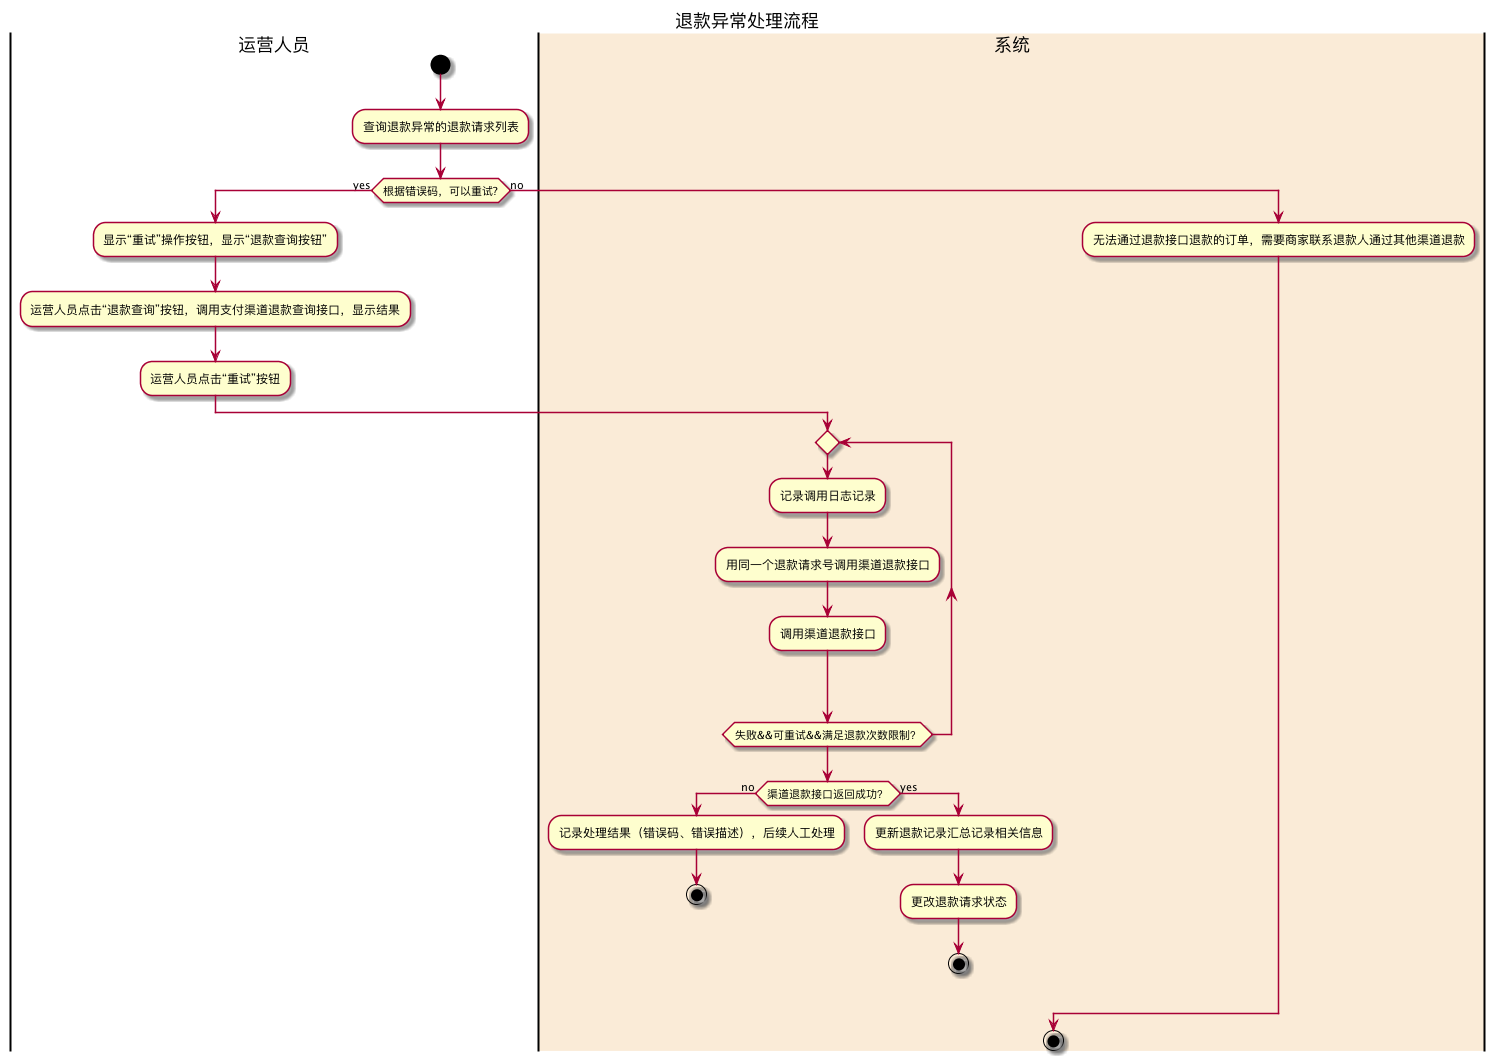 退款异常处理流程
运营人员
系统
查询退款异常的退款请求列表
yes
根据错误码，可以重试?
no
显示“重试”操作按钮，显示“退款查询按钮”
无法通过退款接口退款的订单，需要商家联系退款人通过其他渠道退款
运营人员点击“退款查询”按钮，调用支付渠道退款查询接口，显示结果
运营人员点击“重试”按钮
记录调用日志记录
用同一个退款请求号调用渠道退款接口
调用渠道退款接口
失败&&可重试&&满足退款次数限制?
no
渠道退款接口返回成功?
yes
记录处理结果（错误码、错误描述），后续人工处理
更新退款记录汇总记录相关信息
更改退款请求状态